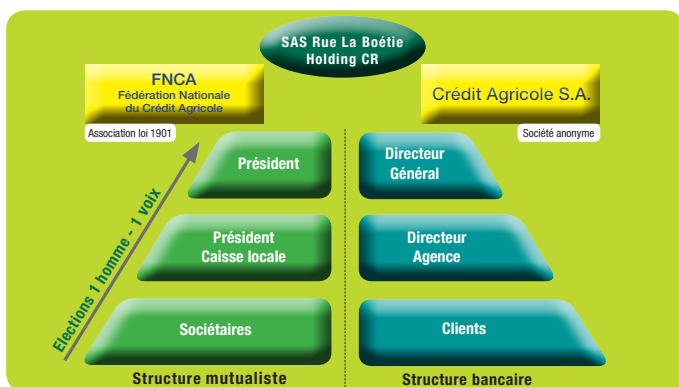 SAS Rue La Boétie
Holding CR
FNCA
Fédération Nationale
du Crédit Agricole
Crédit Agricole S.A.
Association loi 1901
Société anonyme
Elections 1 homme - 1 voix
Président
Directeur
Général
Président
Caisse locale
Directeur
Agence
Sociétaires
Clients
Structure mutualiste
Structure bancaire